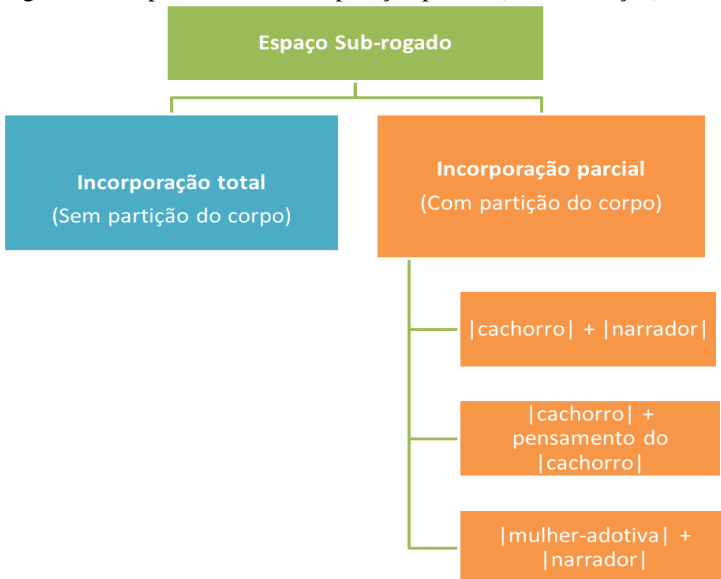 Espaço Sub-rogado
Incorporação total
(Sem partição do corpo)
Incorporação parcial
(Com partição do corpo)
|cachorro| + |narrador|
|cachorro| +
pensamento do
|cachorro|
|mulher-adotiva| +
|narrador|